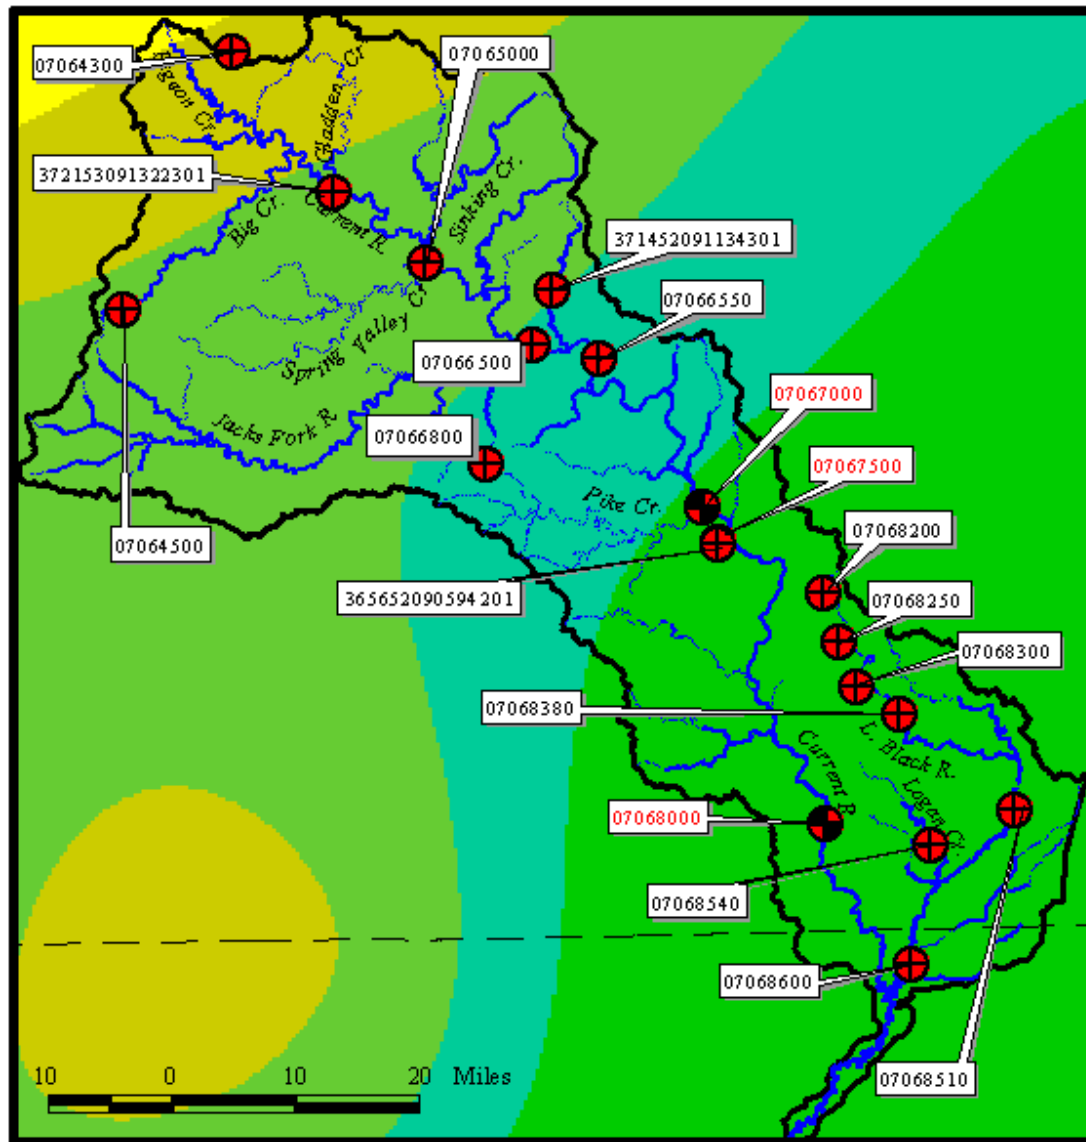 07064300
07065000
Pigeon Cr.
Gladden Cr.
372153091322301
Big Cr.
Current R.
Sinking Cr.
371452091134301
07066550
Spring Valley Cr.
07066500
07067000
Jacks Fork R.
07066800
07067500
Pike Cr.
07064500
07068200
365652090594201
07068250
07068300
07068380
L. Black R.
Current R.
Logan Cr.
07068000
07068540
07068600
07068510
10 0 10 20 Miles